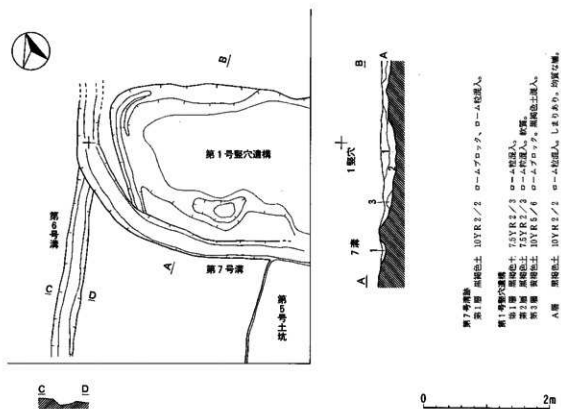 B
第1号竪穴遺構
第6号溝
A
第7号溝
C
D
第5号土坑
C D
B
A
1竪穴
1
2
3
7溝
1
A
第7号溝跡
第1層 黒褐色土 10YR2/2 ロームブロック、ローム粒混入。
第1号竪穴遺構
第1層 黒褐色土 7.5YR2/3 ローム粒混入。
第2層 黒褐色土 7.5YR2/3 ローム粒混入。軟質。
第3層 黄褐色土 10YR5/6 ロームブロック。黒褐色土混入。
A層 黒褐色土 10YR2/2 ローム粒混入。しまりあり。均質な層。
0 2m